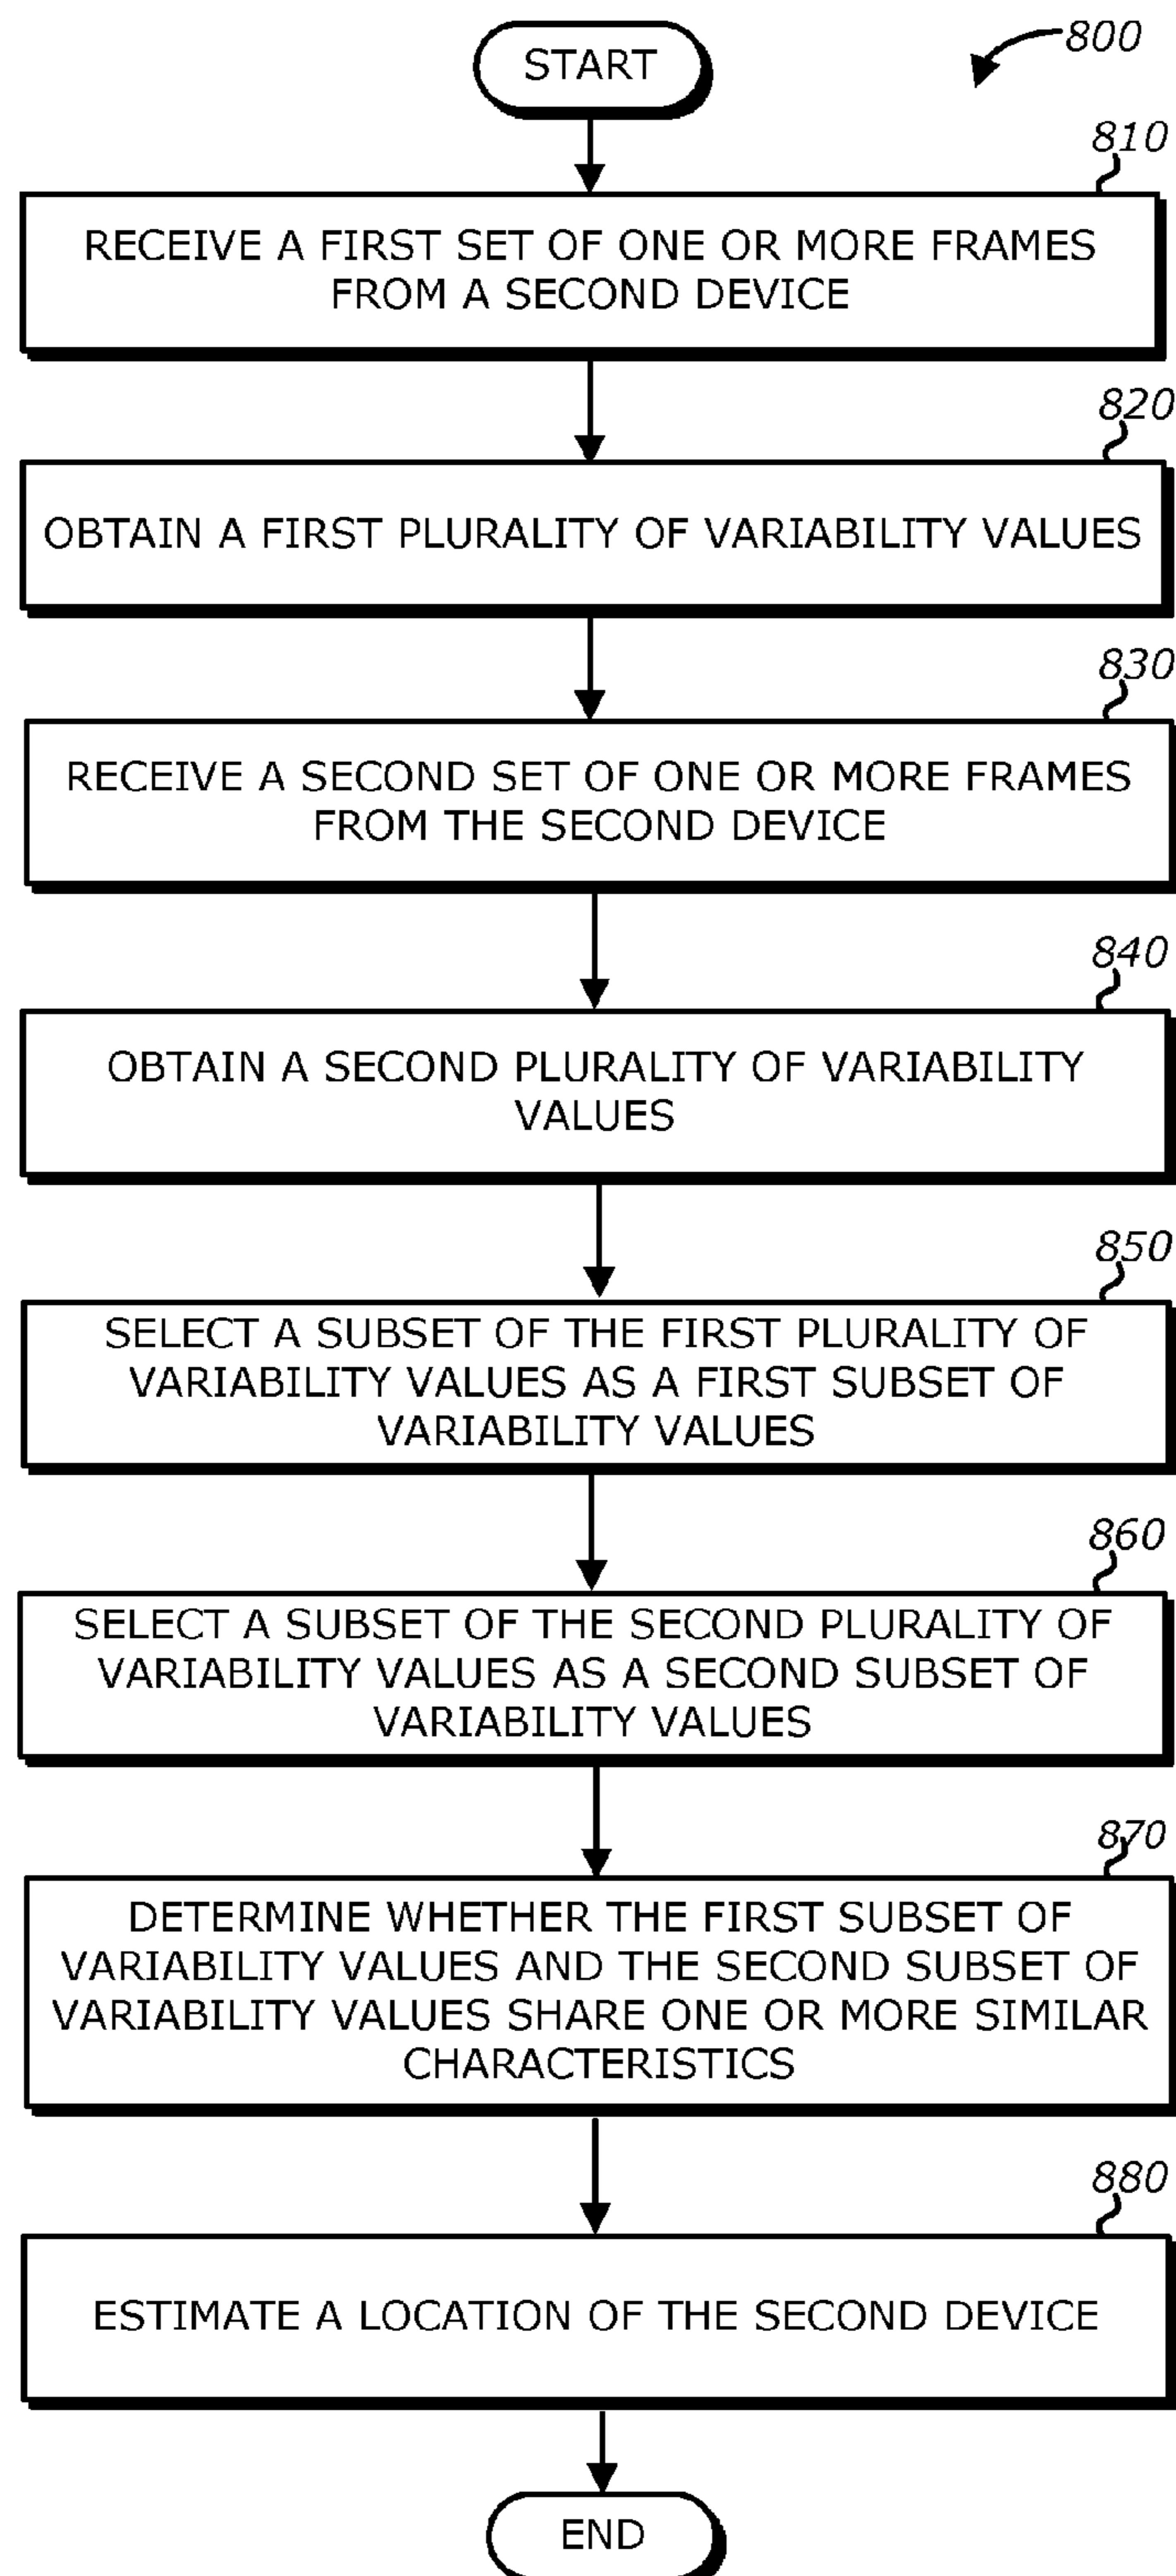 START
800
810
RECEIVE A FIRST SET OF ONE OR MORE FRAMES
FROM A SECOND DEVICE
820
OBTAIN A FIRST PLURALITY OF VARIABILITY VALUES
830
RECEIVE A SECOND SET OF ONE OR MORE FRAMES
FROM THE SECOND DEVICE
840
OBTAIN A SECOND PLURALITY OF VARIABILITY
VALUES
850
SELECT A SUBSET OF THE FIRST PLURALITY OF
VARIABILITY VALUES AS A FIRST SUBSET OF
VARIABILITY VALUES
860
SELECT A SUBSET OF THE SECOND PLURALITY OF
VARIABILITY VALUES AS A SECOND SUBSET OF
VARIABILITY VALUES
870
DETERMINE WHETHER THE FIRST SUBSET OF
VARIABILITY VALUES AND THE SECOND SUBSET OF
VARIABILITY VALUES SHARE ONE OR MORE SIMILAR
CHARACTERISTICS
880
ESTIMATE A LOCATION OF THE SECOND DEVICE
END